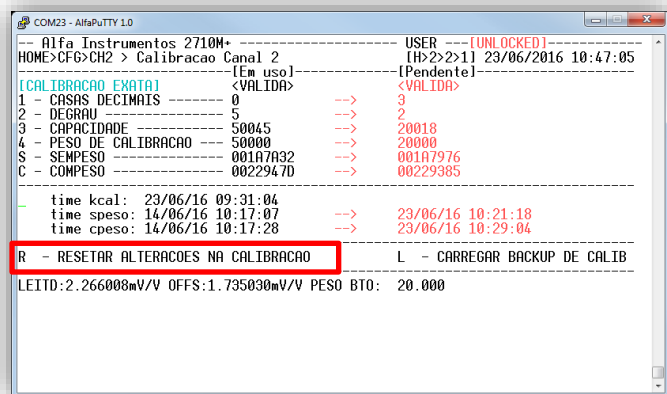 COM23 - AlfaPuTTY 1.0
-- Alfa Instrumentos 2710M+ -------------------- USER ---[UNLOCKED]-----------
HOME>CFG>CH2 > Calibracao Canal 2 [H>2>2>1] 23/06/2016 10:47:05
---------------------------[Em uso]--------------------[Pendente]--------------------
[CALIBRACAO EXATA] <VALIDA> <VALIDA>
1 - CASAS DECIMAIS ------- 0 --> 3
2 - DEGRAU --------------- 5 --> 2
3 - CAPACIDADE ----------- 50045 --> 20018
4 - PESO DE CALIBRACAO --- 50000 --> 20000
S - SEMPESO -------------- 001A7A32 --> 001A7976
C - COMPESO -------------- 0022947D --> 00229385
time kcal: 23/06/16 09:31:04
time speso: 14/06/16 10:17:07 --> 23/06/16 10:21:18
time cpeso: 14/06/16 10:17:28 --> 23/06/16 10:29:04
R - RESETAR ALTERACOES NA CALIBRACAO L - CARREGAR BACKUP DE CALIB
LEITD:2.266008mV/V OFFS:1.735030mV/V PESO BTO: 20.000